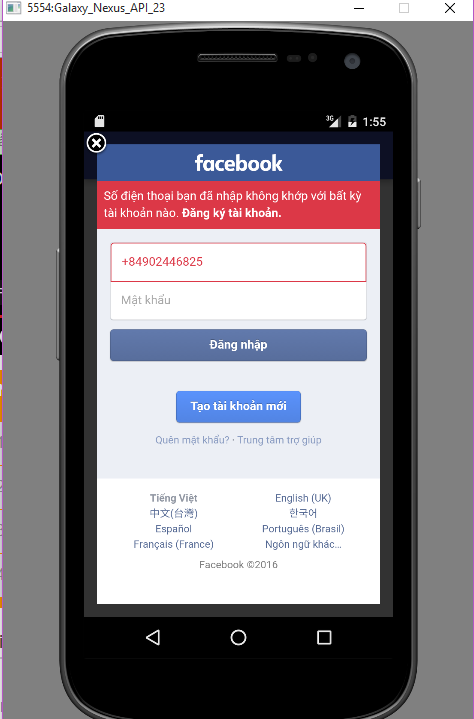 5554:Galaxy_Nexus_API_23
3G 1:55
facebook
Số điện thoại bạn đã nhập không khớp với bất kỳ
tài khoản nào. Đăng ký tài khoản.
+84902446825
Mật khẩu
Đăng nhập
Tạo tài khoản mới
Quên mật khẩu? · Trung tâm trợ giúp
Tiếng Việt English (UK)
中文(台灣) 한국어
Español Português (Brasil)
Français (France) Ngôn ngữ khác...
Facebook ©2016